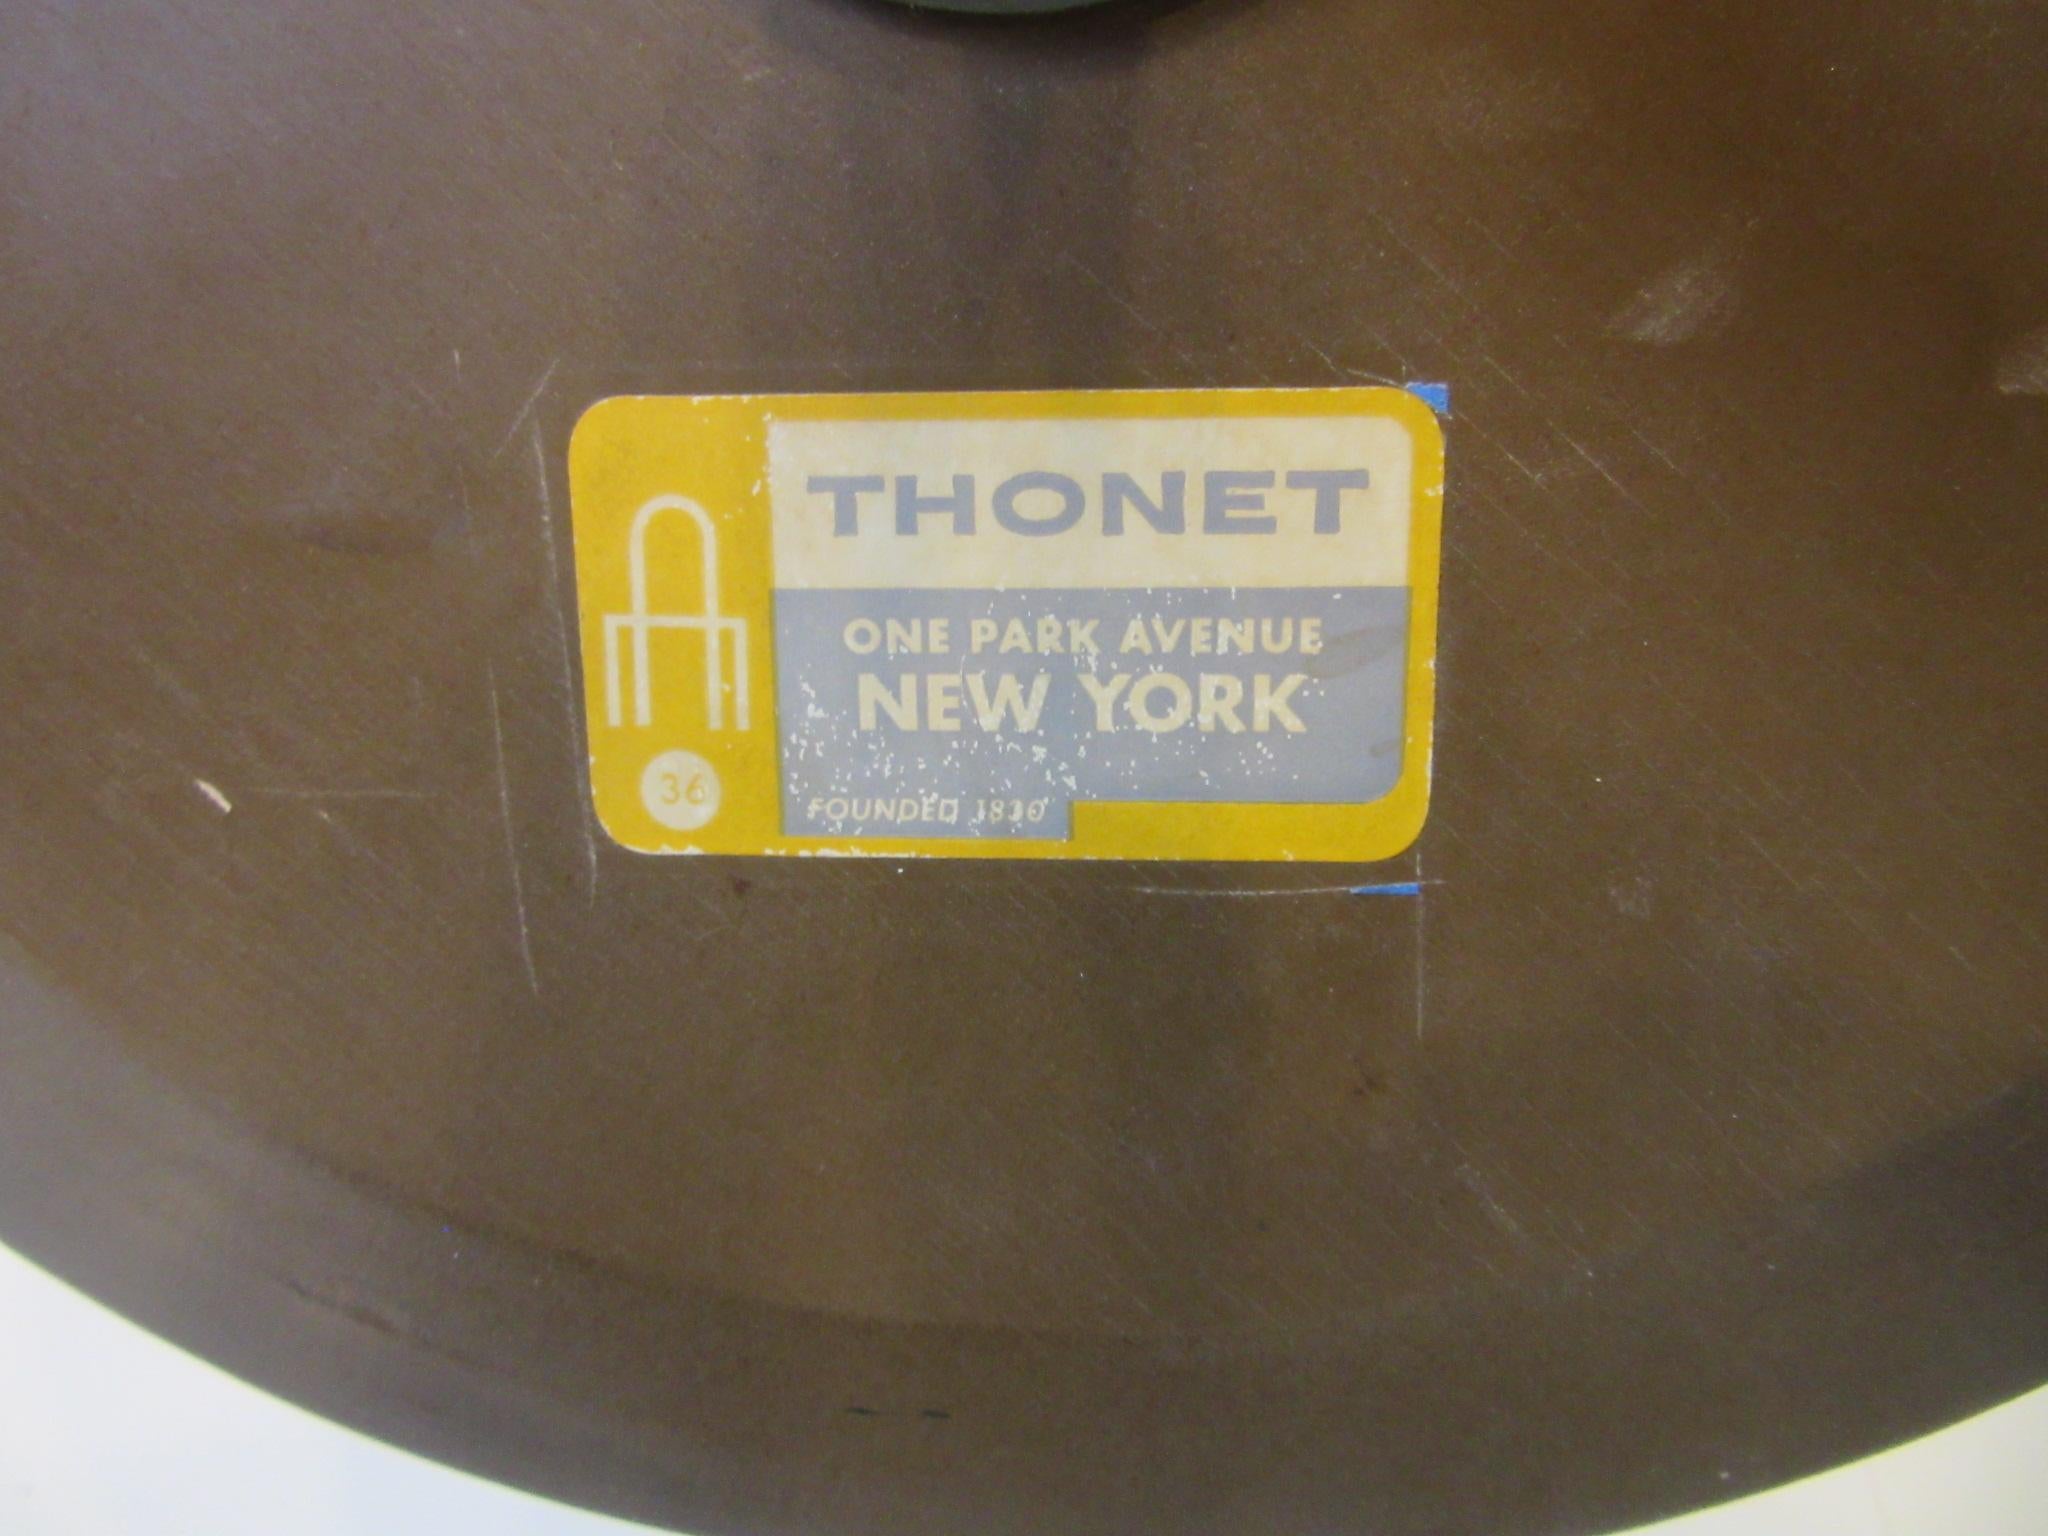 THONET
ONE PARK AVENUE
NEW YORK
36
FOUNDED 1830